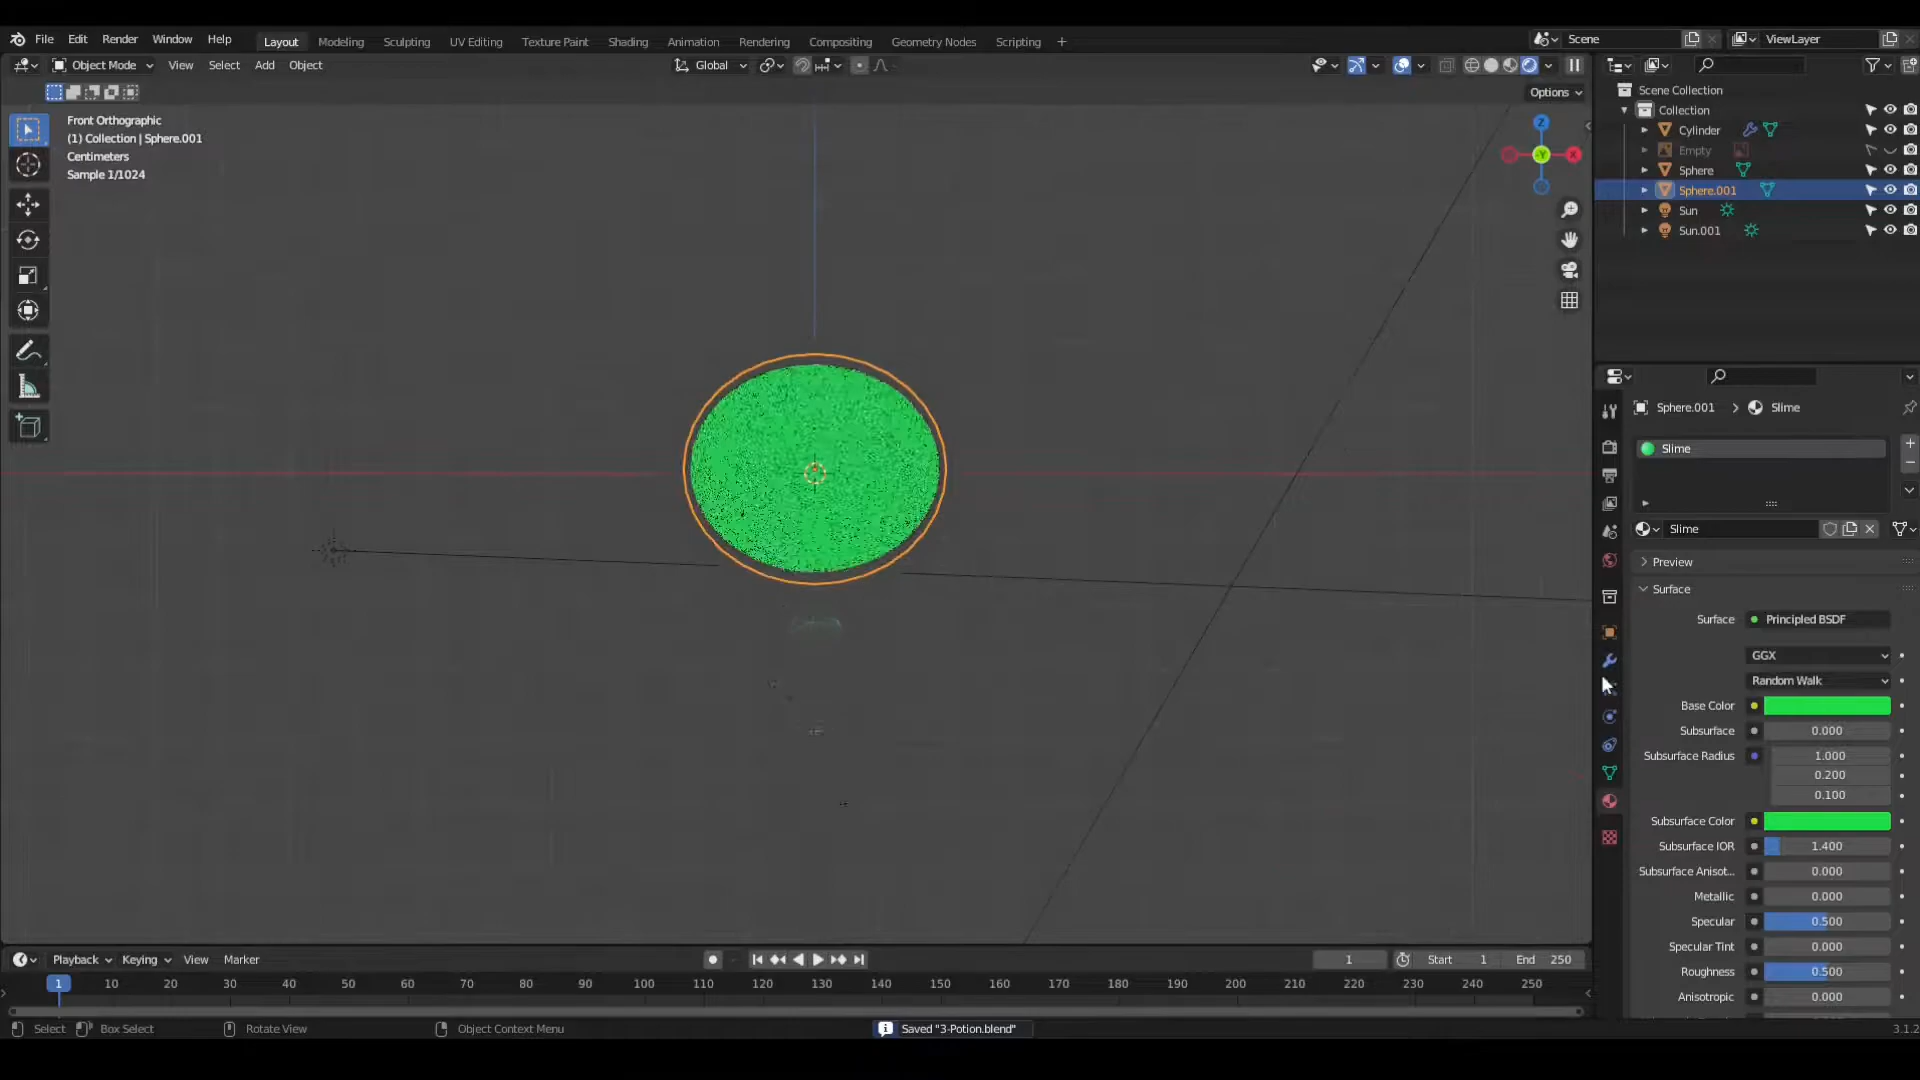 File Edit Render Window Help Layout Modeling Sculpting UV Editing Texture Paint Shading Animation Rendering Compositing Geometry Nodes Scripting + Scene ViewLayer
Object Mode View Select Add Object Global
Options
Front Orthographic
(1) Collection | Sphere.001
Centimeters
Sample 1/1024
Z
-Y X
Scene Collection
Collection
Cylinder
Empty
Sphere
Sphere.001
Sun
Sun.001
Sphere.001 > Slime
Slime
Slime
Preview
Surface
Surface Principled BSDF
GGX
Random Walk
Base Color
Subsurface 0.000
Subsurface Radius 1.000
0.200
0.100
Subsurface Color
Subsurface IOR 1.400
Subsurface Anisot... 0.000
Metallic 0.000
Specular 0.500
Specular Tint 0.000
Roughness 0.500
Anisotropic 0.000
Playback Keying View Marker 1 Start 1 End 250
1 10 20 30 40 50 60 70 80 90 100 110 120 130 140 150 160 170 180 190 200 210 220 230 240 250
Select Box Select Rotate View Object Context Menu Saved "3-Potion.blend" 3.1.2